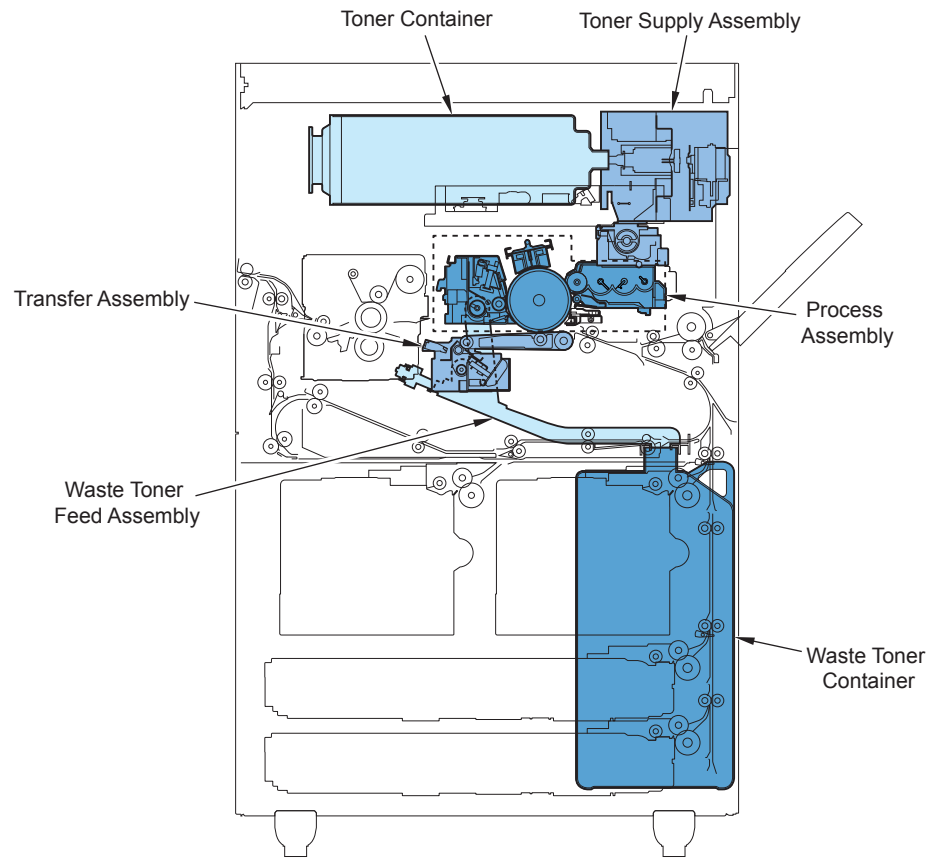 Toner Container
Toner Supply Assembly
Transfer Assembly
Process
Assembly
Waste Toner
Feed Assembly
Waste Toner
Container